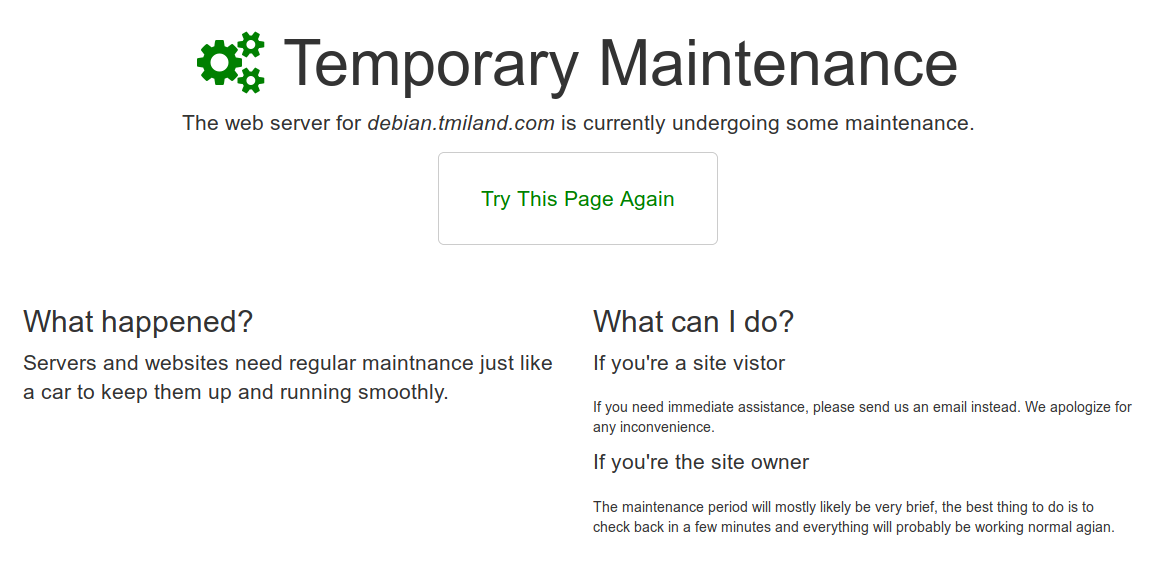 Temporary Maintenance
The web server for debian.tmiland.com is currently undergoing some maintenance.
Try This Page Again
What happened?
Servers and websites need regular maintnance just like
a car to keep them up and running smoothly.
What can I do?
If you're a site vistor
If you need immediate assistance, please send us an email instead. We apologize for
any inconvenience.
If you're the site owner
The maintenance period will mostly likely be very brief, the best thing to do is to
check back in a few minutes and everything will probably be working normal agian.